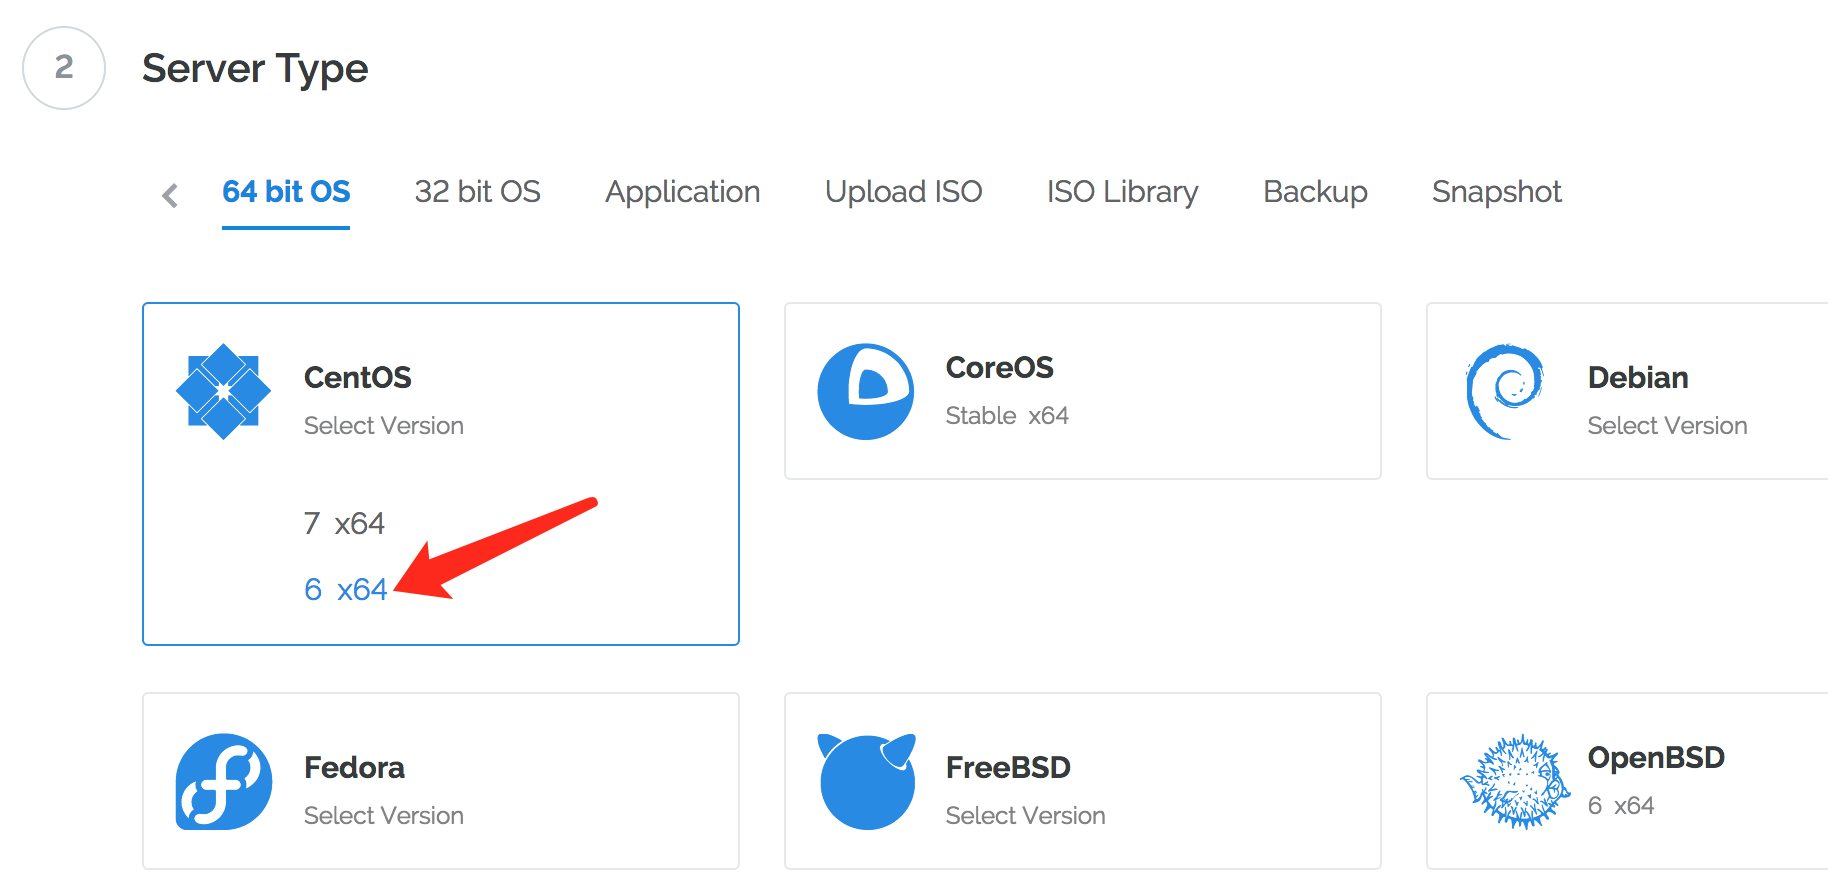 2
Server Type
64 bit OS
32 bit OS
Application
Upload ISO
ISO Library
Backup
Snapshot
CentOS
Select Version
7 x64
6 x64
CoreOS
Stable x64
Debian
Select Version
Fedora
Select Version
FreeBSD
Select Version
OpenBSD
6 x64